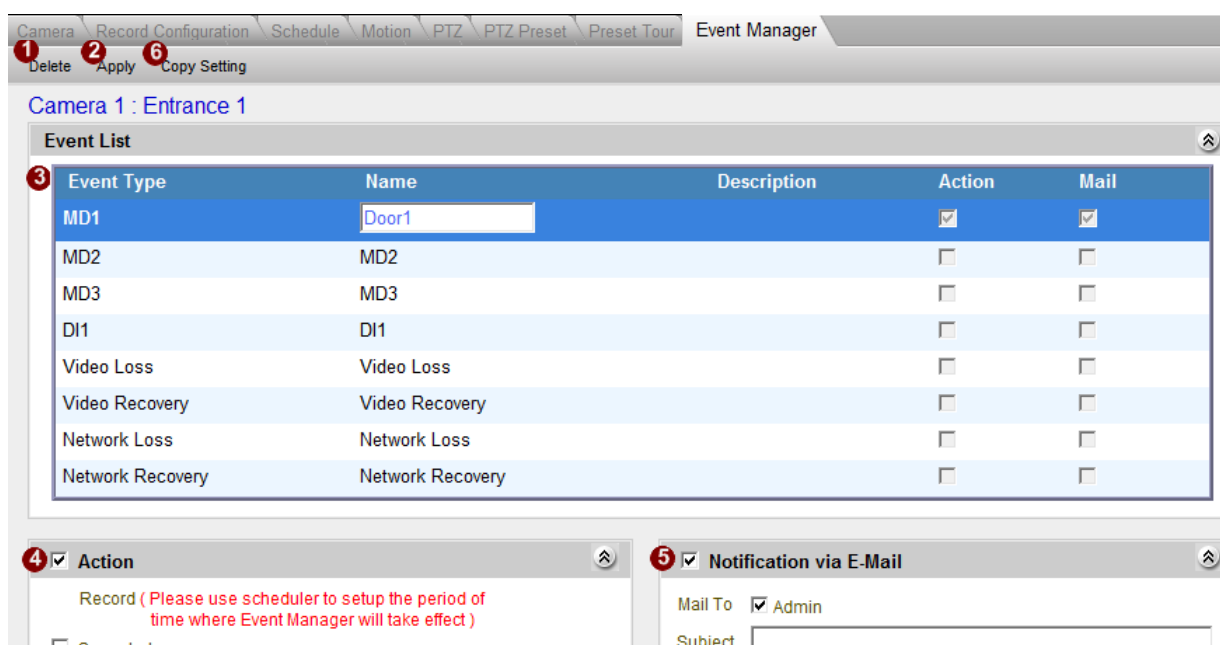 Camera Record Configuration Schedule Motion PTZ PTZ Preset Preset Tour Event Manager
1 2 6
Delete Apply Copy Setting
Camera 1 : Entrance 1
Event List
3 Event Type Name Description Action Mail
MD1 Door1
MD2 MD2
MD3 MD3
DI1 DI1
Video Loss Video Loss
Video Recovery Video Recovery
Network Loss Network Loss
Network Recovery Network Recovery
4 Action
Record ( Please use scheduler to setup the period of
time where Event Manager will take effect )
5 Notification via E-Mail
Mail To Admin
Subject